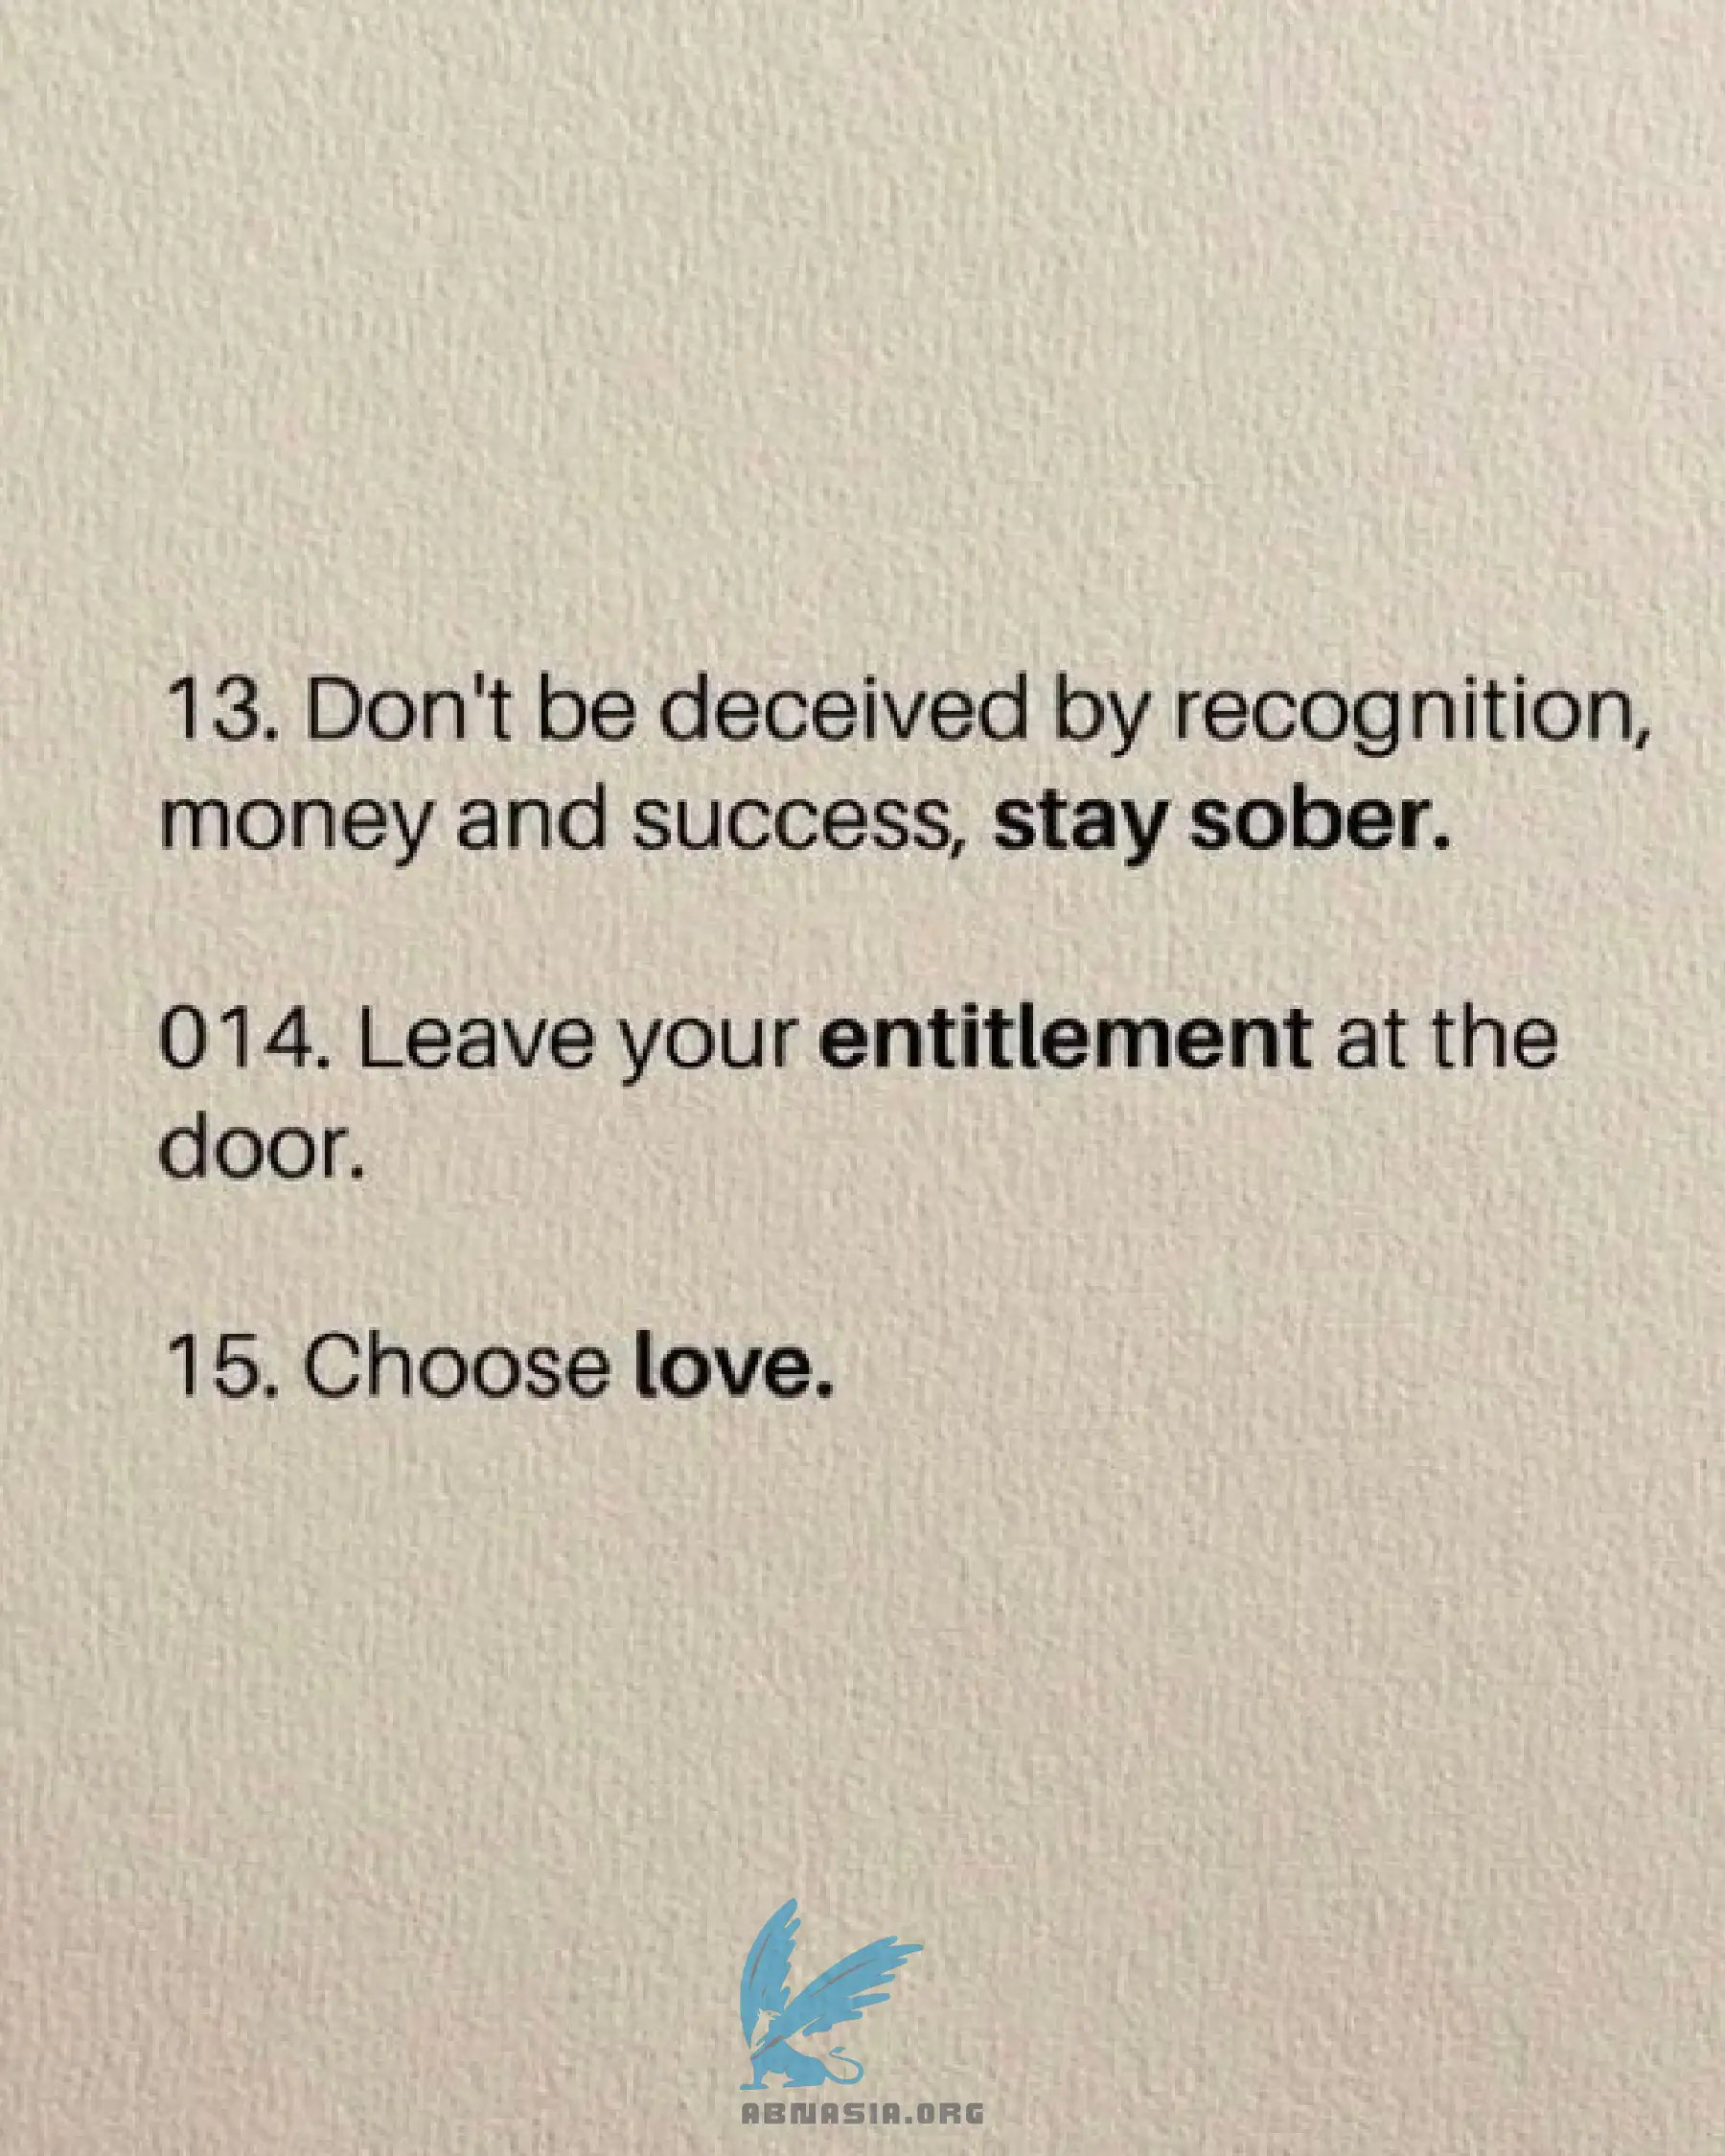 13. Don't be deceived by recognition,
money and success, stay sober.
014. Leave your entitlement at the
door.
15. Choose love.
ABNASIA.ORG